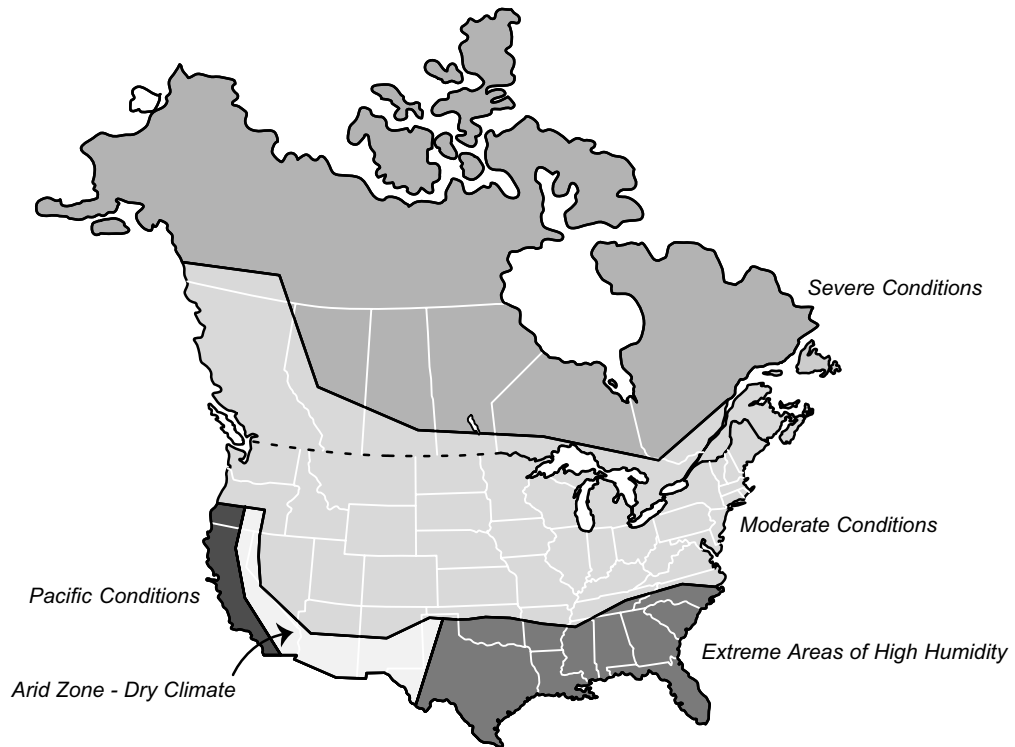 Severe Conditions
Moderate Conditions
Pacific Conditions
Extreme Areas of High Humidity
Arid Zone - Dry Climate